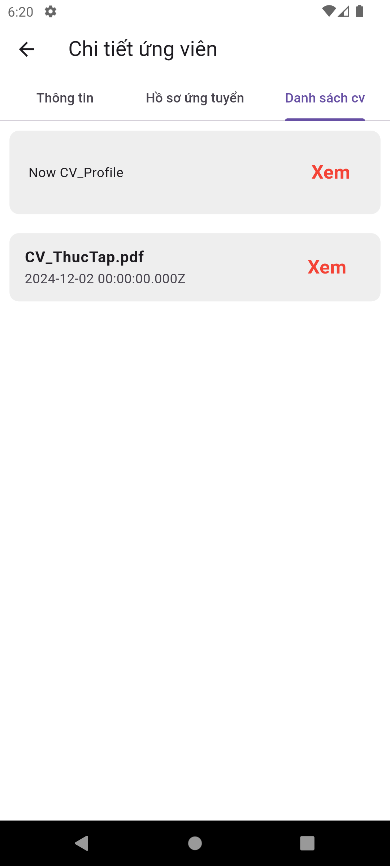 6:20
Chi tiết ứng viên
Thông tin
Hồ sơ ứng tuyển
Danh sách cv
Now CV_Profile
Xem
CV_ThucTap.pdf
Xem
2024-12-02 00:00:00.000Z